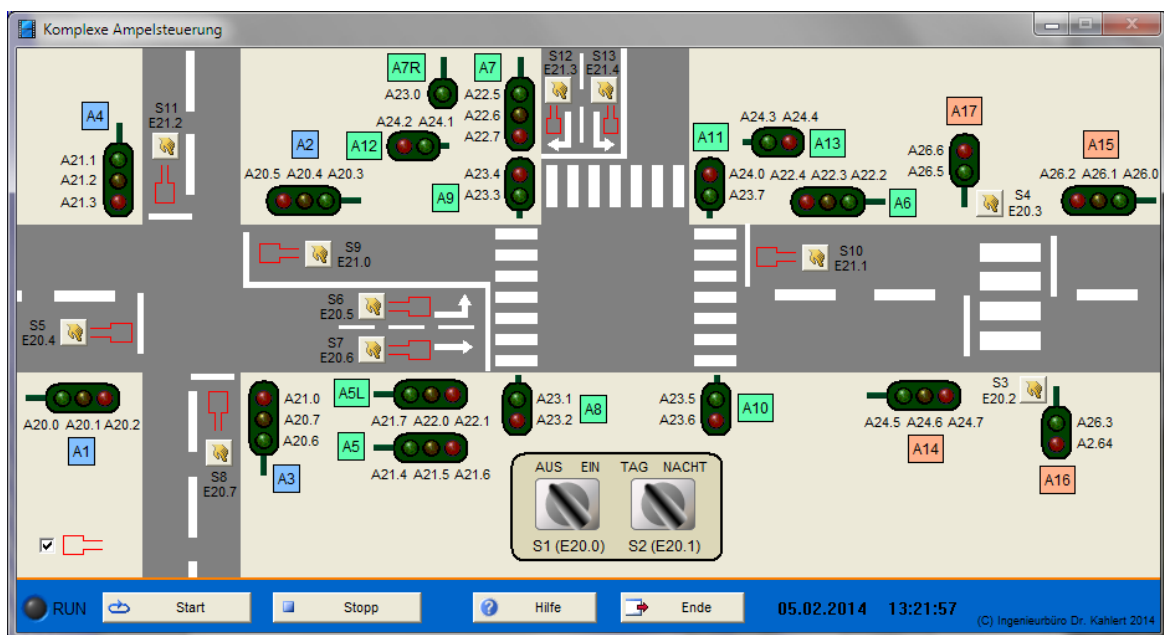 Komplexe Ampelsteuerung
S12 S13
E21.3 E21.4
A7R A7
A23.0 A22.5
A22.6
A22.7
S11
E21.2
A4
A21.1
A21.2
A21.3
A2
A20.5 A20.4 A20.3
A24.2 A24.1
A12
A23.4
A23.3
A9
A11
A24.0
A23.7
A24.3 A24.4
A13
A22.4 A22.3 A22.2
A6
A17
A26.6
A26.5
S4
E20.3
A15
A26.2 A26.1 A26.0
S9
E21.0
S10
E21.1
S6
E20.5
S5
E20.4
S7
E20.6
A20.0 A20.1 A20.2
A1
A21.0
A20.7
A20.6
A3
S8
E20.7
A5L
A21.7 A22.0 A22.1
A5
A21.4 A21.5 A21.6
A23.1
A23.2
A8
A23.5
A23.6
A10
A24.5 A24.6 A24.7
A14
S3
E20.2
A26.3
A2.64
A16
AUS EIN TAG NACHT
S1 (E20.0) S2 (E20.1)
RUN Start Stopp Hilfe Ende 05.02.2014 13:21:57
(C) Ingenieurbüro Dr. Kahlert 2014